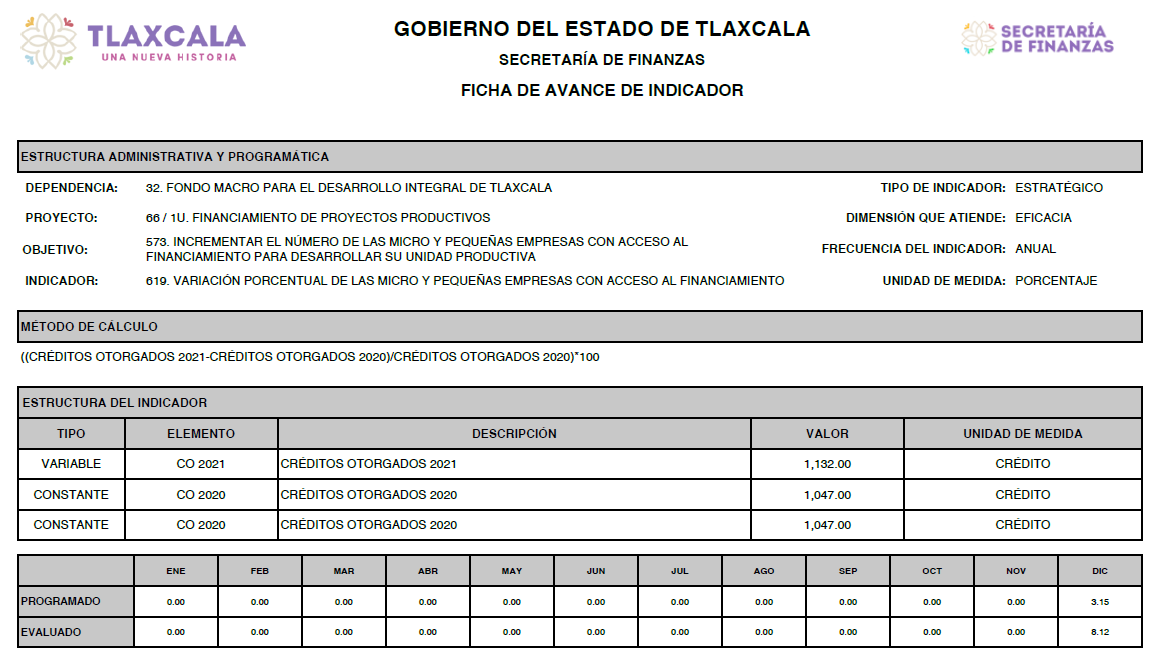 TLAXCALA
UNA NUEVA HISTORIA
GOBIERNO DEL ESTADO DE TLAXCALA
SECRETARÍA DE FINANZAS
FICHA DE AVANCE DE INDICADOR
SECRETARÍA
DE FINANZAS
ESTRUCTURA ADMINISTRATIVA Y PROGRAMÁTICA
DEPENDENCIA: 32. FONDO MACRO PARA EL DESARROLLO INTEGRAL DE TLAXCALA TIPO DE INDICADOR: ESTRATÉGICO
PROYECTO: 66 / 1U. FINANCIAMIENTO DE PROYECTOS PRODUCTIVOS DIMENSIÓN QUE ATIENDE: EFICACIA
OBJETIVO: 573. INCREMENTAR EL NÚMERO DE LAS MICRO Y PEQUEÑAS EMPRESAS CON ACCESO AL
FINANCIAMIENTO PARA DESARROLLAR SU UNIDAD PRODUCTIVA FRECUENCIA DEL INDICADOR: ANUAL
INDICADOR: 619. VARIACIÓN PORCENTUAL DE LAS MICRO Y PEQUEÑAS EMPRESAS CON ACCESO AL FINANCIAMIENTO UNIDAD DE MEDIDA: PORCENTAJE
MÉTODO DE CÁLCULO
((CRÉDITOS OTORGADOS 2021-CRÉDITOS OTORGADOS 2020)/CRÉDITOS OTORGADOS 2020)*100
ESTRUCTURA DEL INDICADOR
TIPO ELEMENTO DESCRIPCIÓN VALOR UNIDAD DE MEDIDA
VARIABLE CO 2021 CRÉDITOS OTORGADOS 2021 1,132.00 CRÉDITO
CONSTANTE CO 2020 CRÉDITOS OTORGADOS 2020 1,047.00 CRÉDITO
CONSTANTE CO 2020 CRÉDITOS OTORGADOS 2020 1,047.00 CRÉDITO
ENE FEB MAR ABR MAY JUN JUL AGO SEP OCT NOV DIC
PROGRAMADO 0.00 0.00 0.00 0.00 0.00 0.00 0.00 0.00 0.00 0.00 0.00 3.15
EVALUADO 0.00 0.00 0.00 0.00 0.00 0.00 0.00 0.00 0.00 0.00 0.00 8.12